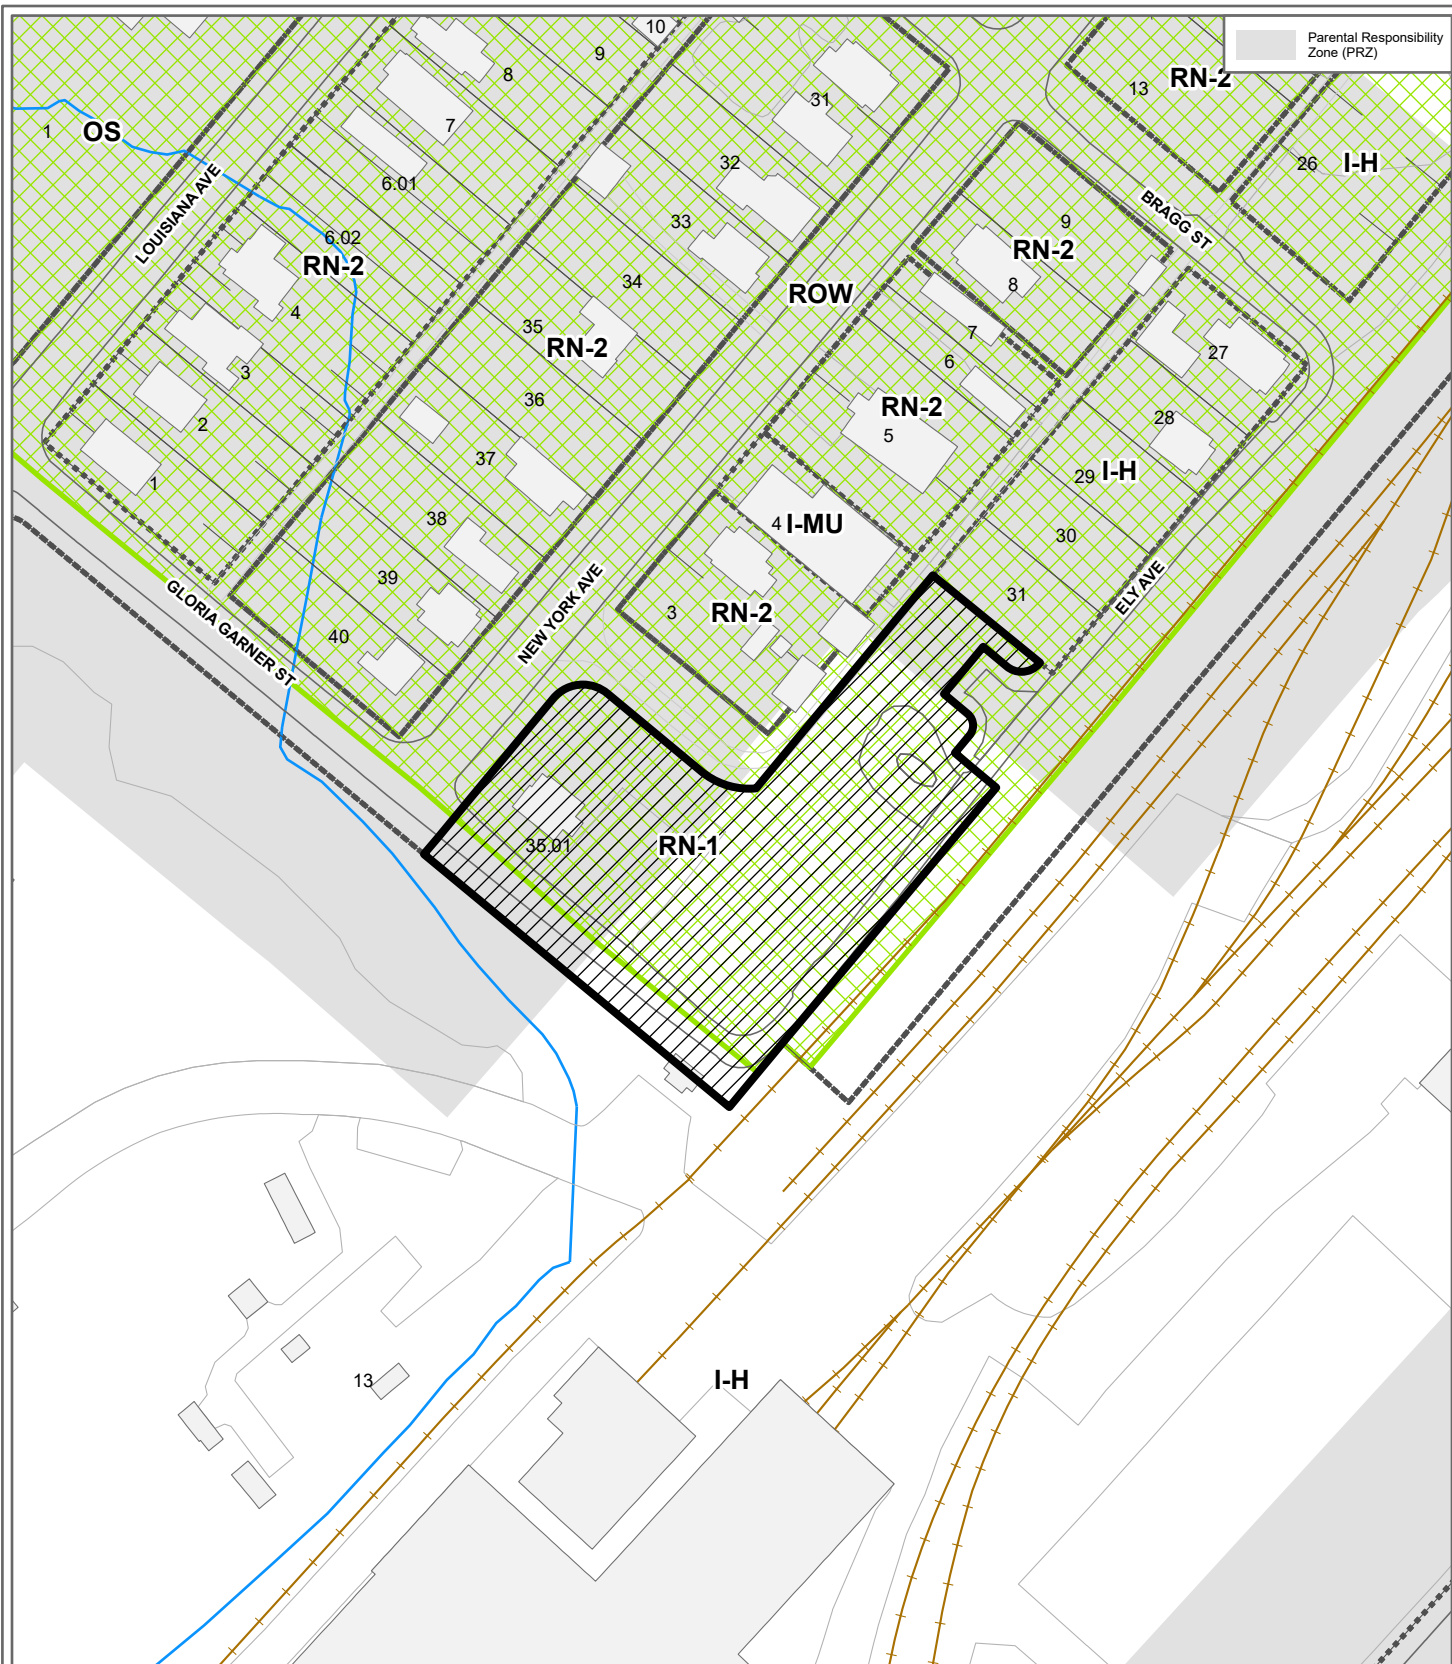 Parental Responsibility
Zone (PRZ)
10
9
8
7
31
13
RN-2
1
OS
6.01
32
26
I-H
LOUISIANA AVE
BRAGG ST
33
9
6.02
RN-2
RN-2
34
8
ROW
4
35
RN-2
7
27
3
6
36
RN-2
5
28
2
37
29
I-H
1
38
4
I-MU
30
39
GLORIA GARNER ST
NEW YORK AVE
ELY AVE
31
3
RN-2
40
35.01
RN-1
13
I-H